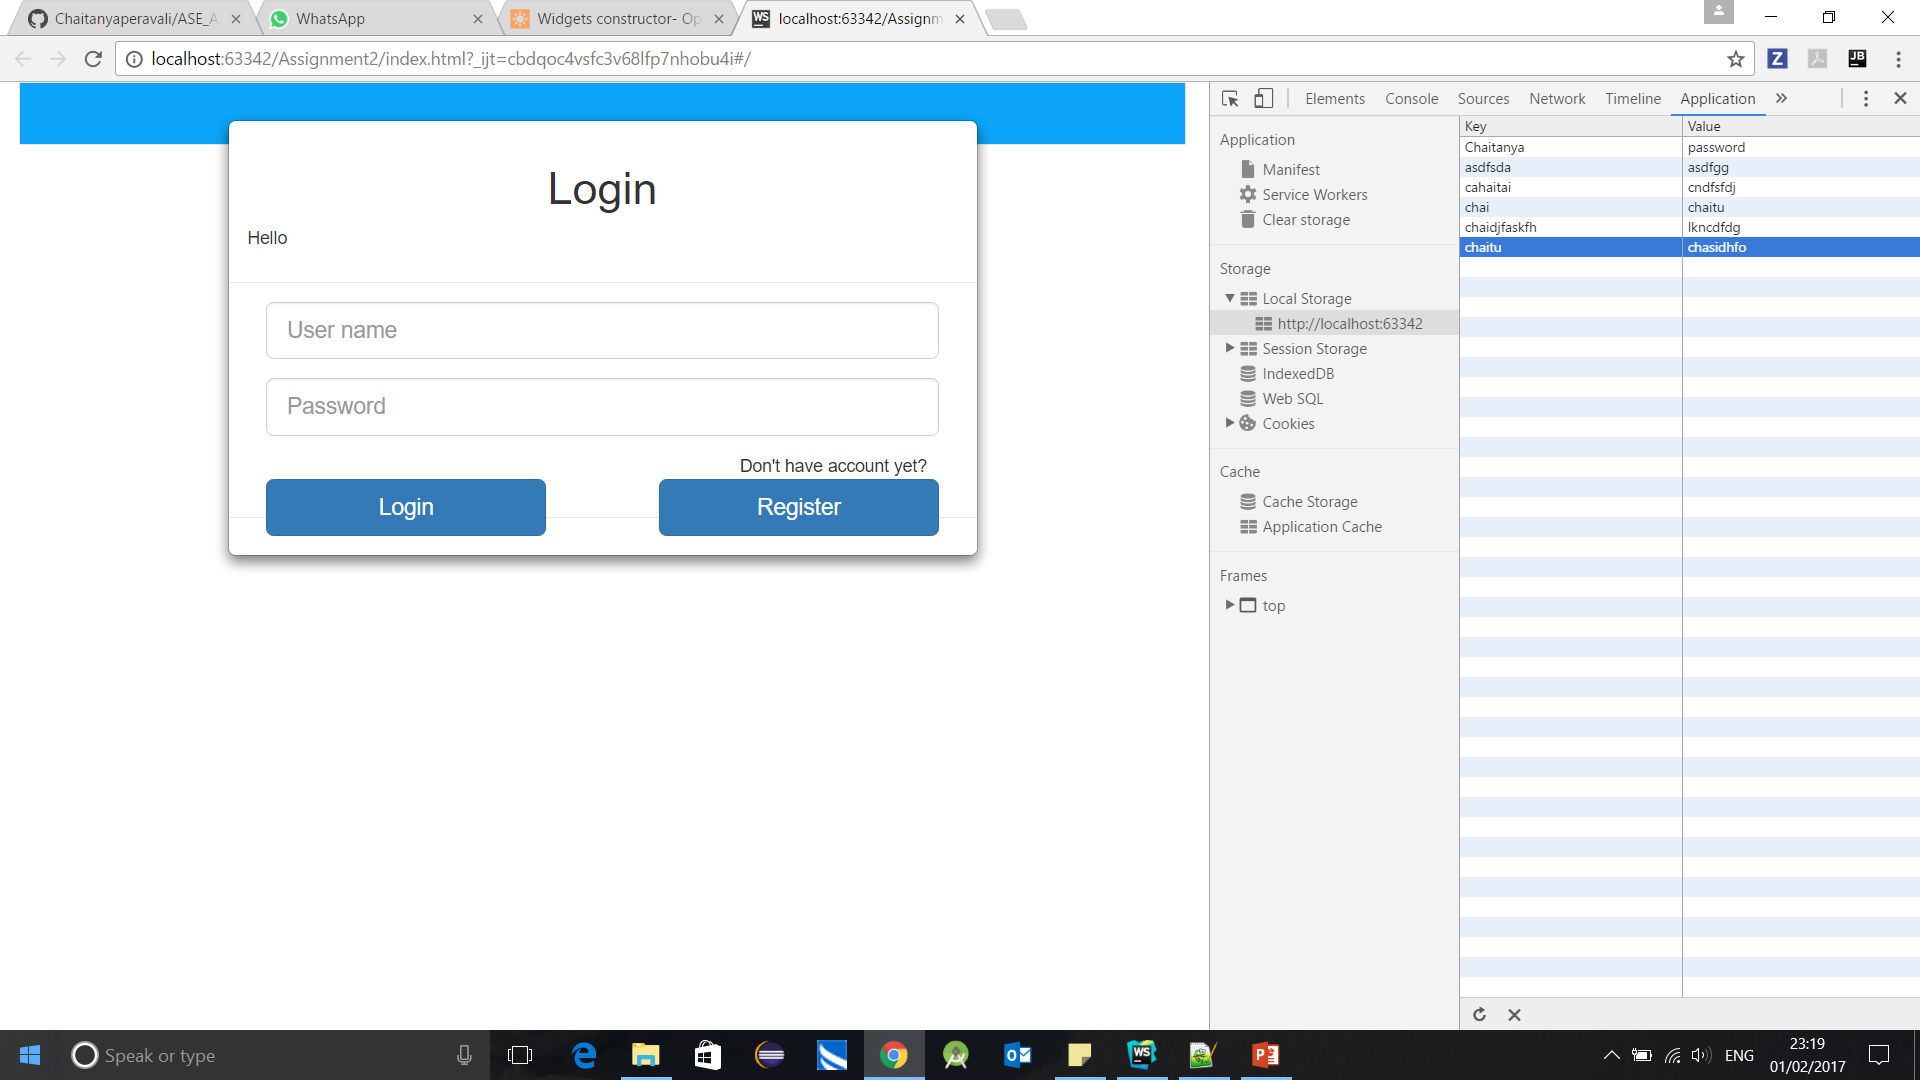 Chaitanyaperavali/ASE_A
WhatsApp
Widgets constructor- Op
WS localhost:63342/Assignm
localhost:63342/Assignment2/index.html?_ijt=cbdqoc4vsfc3v68lfp7nhobu4i#/
Z
JB
Elements Console Sources Network Timeline Application
Login
Hello
User name
Password
Don't have account yet?
Login
Register
Application
Manifest
Service Workers
Clear storage
Storage
Local Storage
http://localhost:63342
Session Storage
IndexedDB
Web SQL
Cookies
Cache
Cache Storage
Application Cache
Frames
top
Key Value
Chaitanya password
asdfsda asdfgg
cahaitai cndfsfdj
chai chaitu
chaidjfaskfh lkncdfdg
chaitu chasidhfo
Speak or type
WS
ENG
23:19
01/02/2017